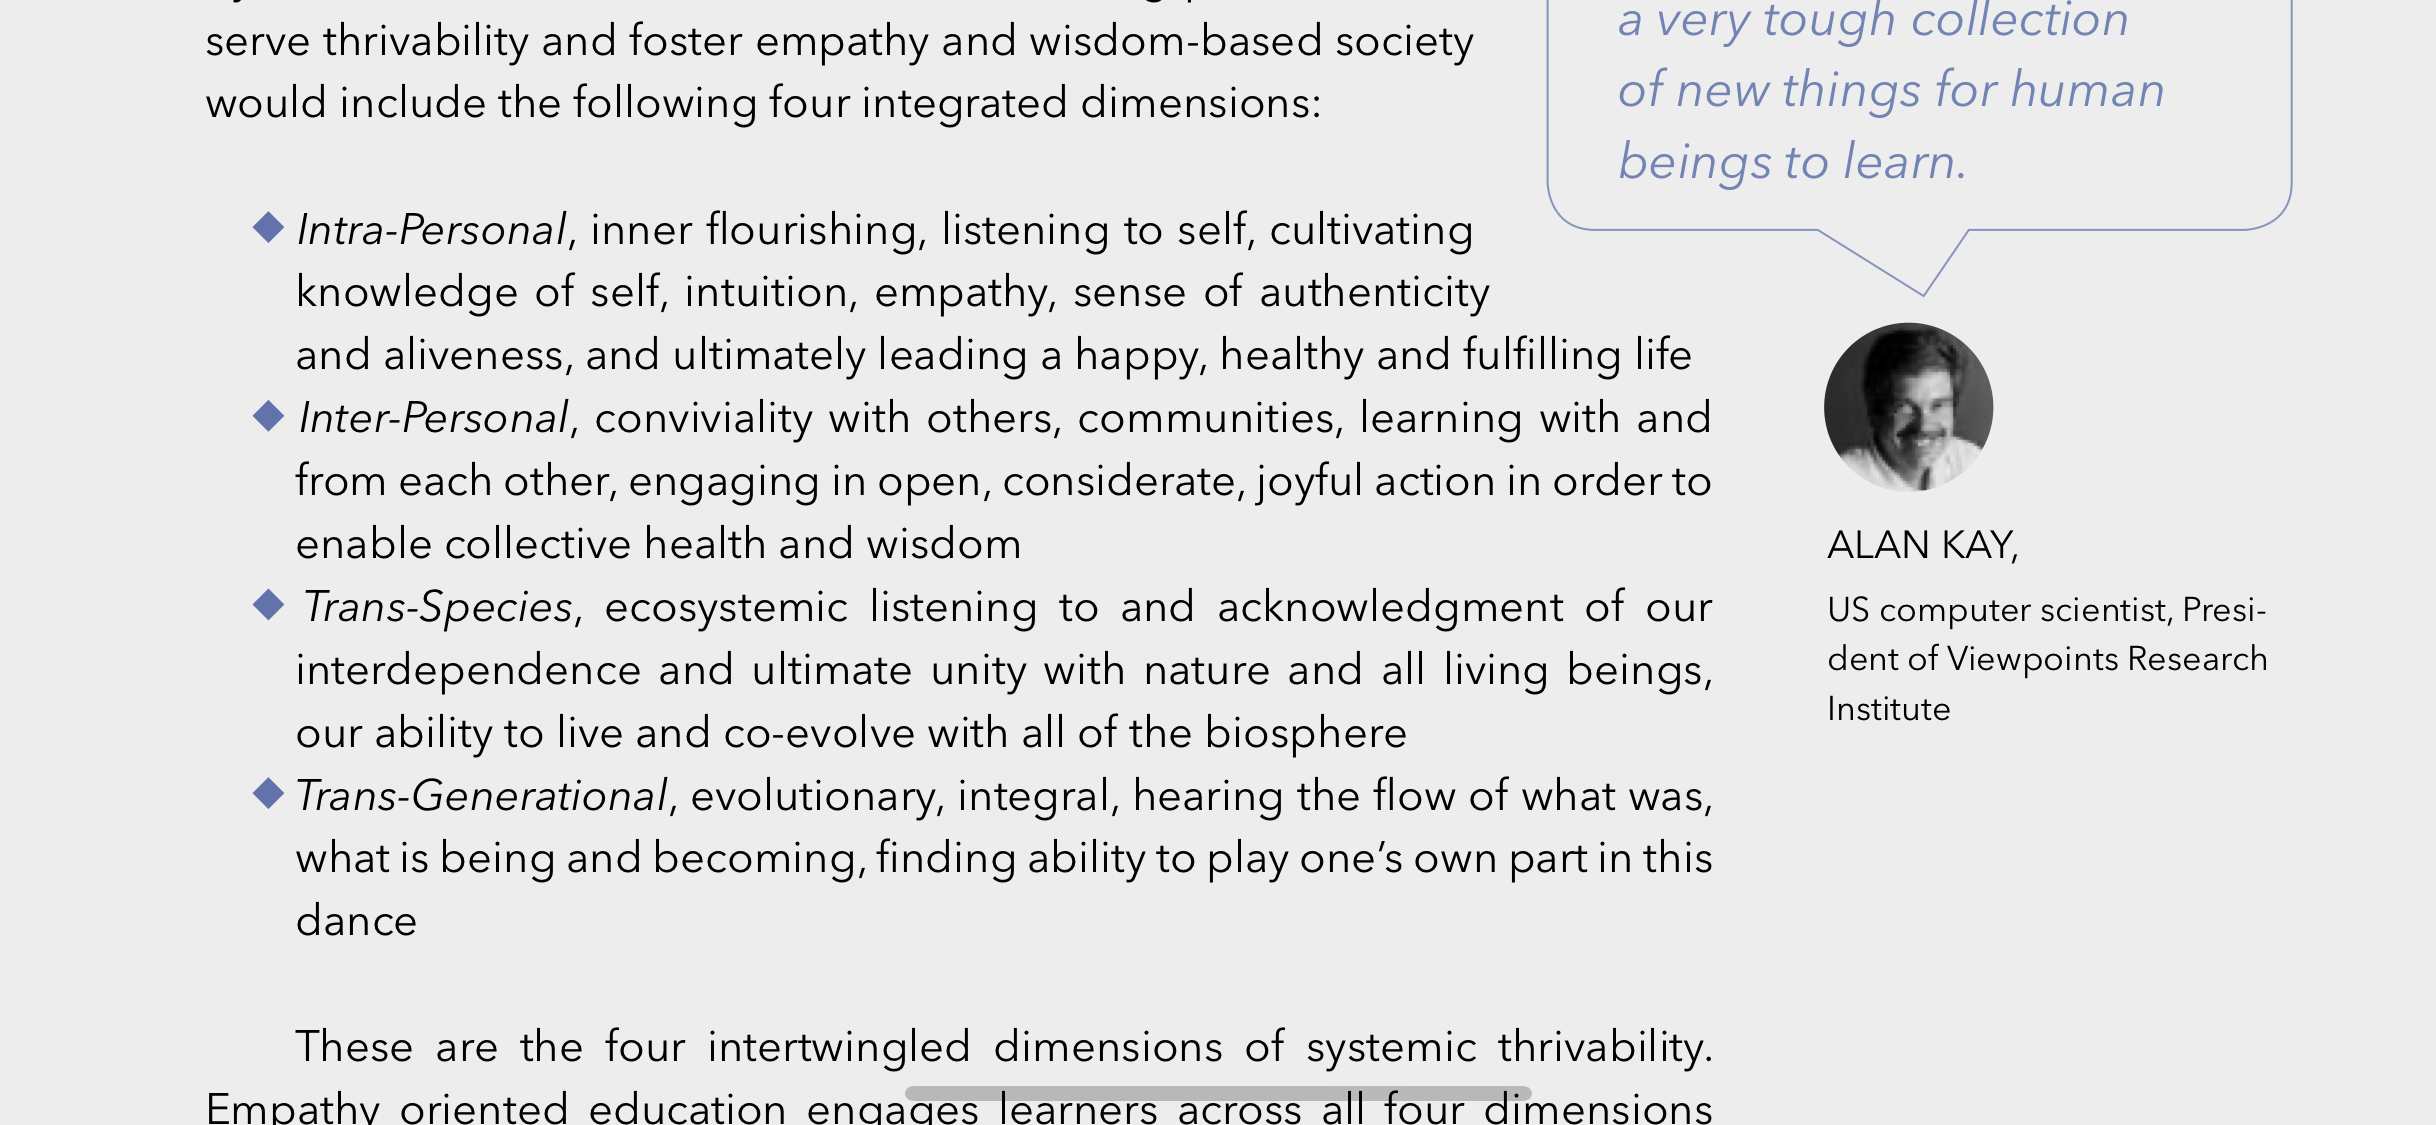 serve thrivability and foster empathy and wisdom-based society
would include the following four integrated dimensions:
◆ Intra-Personal, inner flourishing, listening to self, cultivating
knowledge of self, intuition, empathy, sense of authenticity
and aliveness, and ultimately leading a happy, healthy and fulfilling life
◆ Inter-Personal, conviviality with others, communities, learning with and
from each other, engaging in open, considerate, joyful action in order to
enable collective health and wisdom
◆ Trans-Species, ecosystemic listening to and acknowledgment of our
interdependence and ultimate unity with nature and all living beings,
our ability to live and co-evolve with all of the biosphere
◆ Trans-Generational, evolutionary, integral, hearing the flow of what was,
what is being and becoming, finding ability to play one’s own part in this
dance
These are the four intertwingled dimensions of systemic thrivability.
Empathy oriented education engages learners across all four dimensions
a very tough collection
of new things for human
beings to learn.
ALAN KAY,
US computer scientist, Presi-
dent of Viewpoints Research
Institute